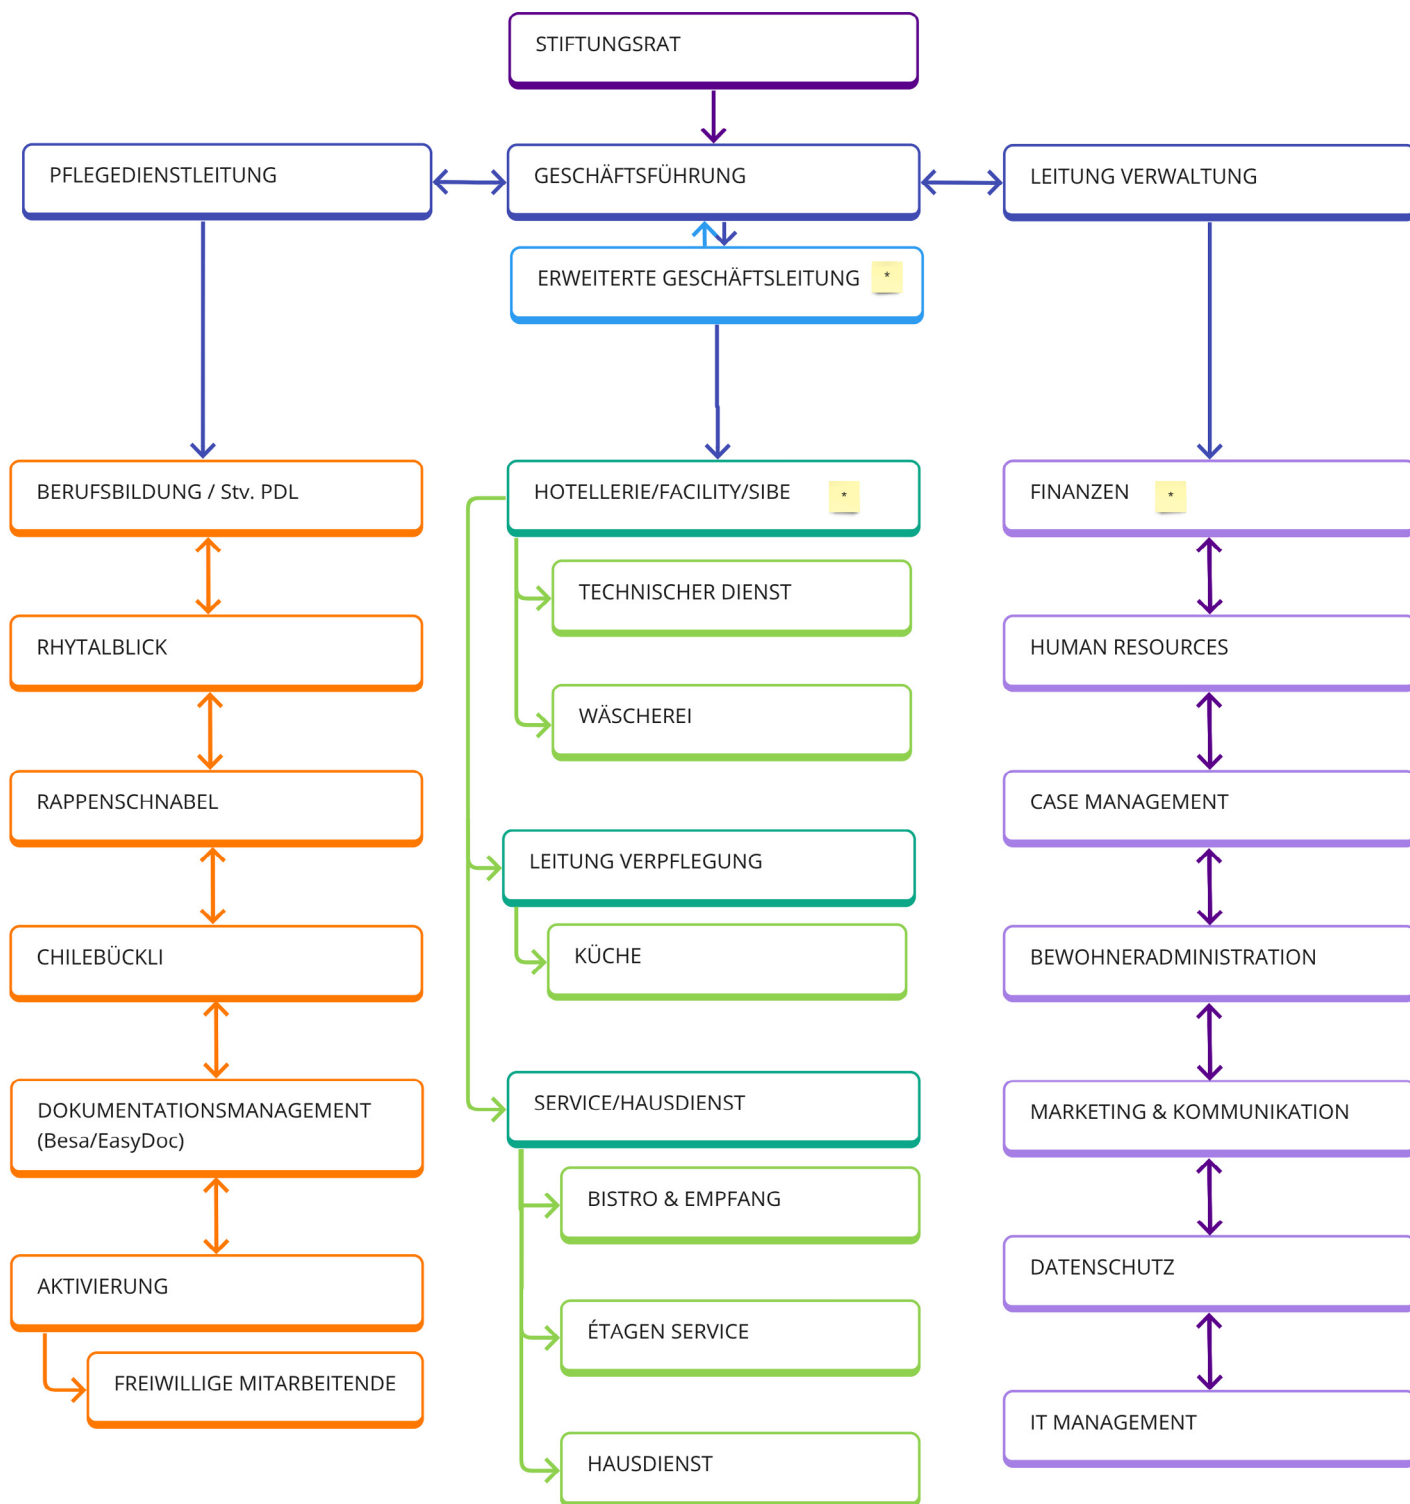 STIFTUNGSRAT
PFLEGEDIENSTLEITUNG
GESCHÄFTSFÜHRUNG
LEITUNG VERWALTUNG
ERWEITERTE GESCHÄFTSLEITUNG *
BERUFSBILDUNG / Stv. PDL
HOTELLERIE/FACILITY/SIBE *
FINANZEN *
TECHNISCHER DIENST
RHYTALBLICK
HUMAN RESOURCES
WÄSCHEREI
RAPPENSCHNABEL
CASE MANAGEMENT
LEITUNG VERPFLEGUNG
CHILEBÜCKLI
KÜCHE
BEWOHNERADMINISTRATION
DOKUMENTATIONSMANAGEMENT
(Besa/EasyDoc)
SERVICE/HAUSDIENST
MARKETING & KOMMUNIKATION
BISTRO & EMPFANG
AKTIVIERUNG
DATENSCHUTZ
ÉTAGEN SERVICE
FREIWILLIGE MITARBEITENDE
IT MANAGEMENT
HAUSDIENST